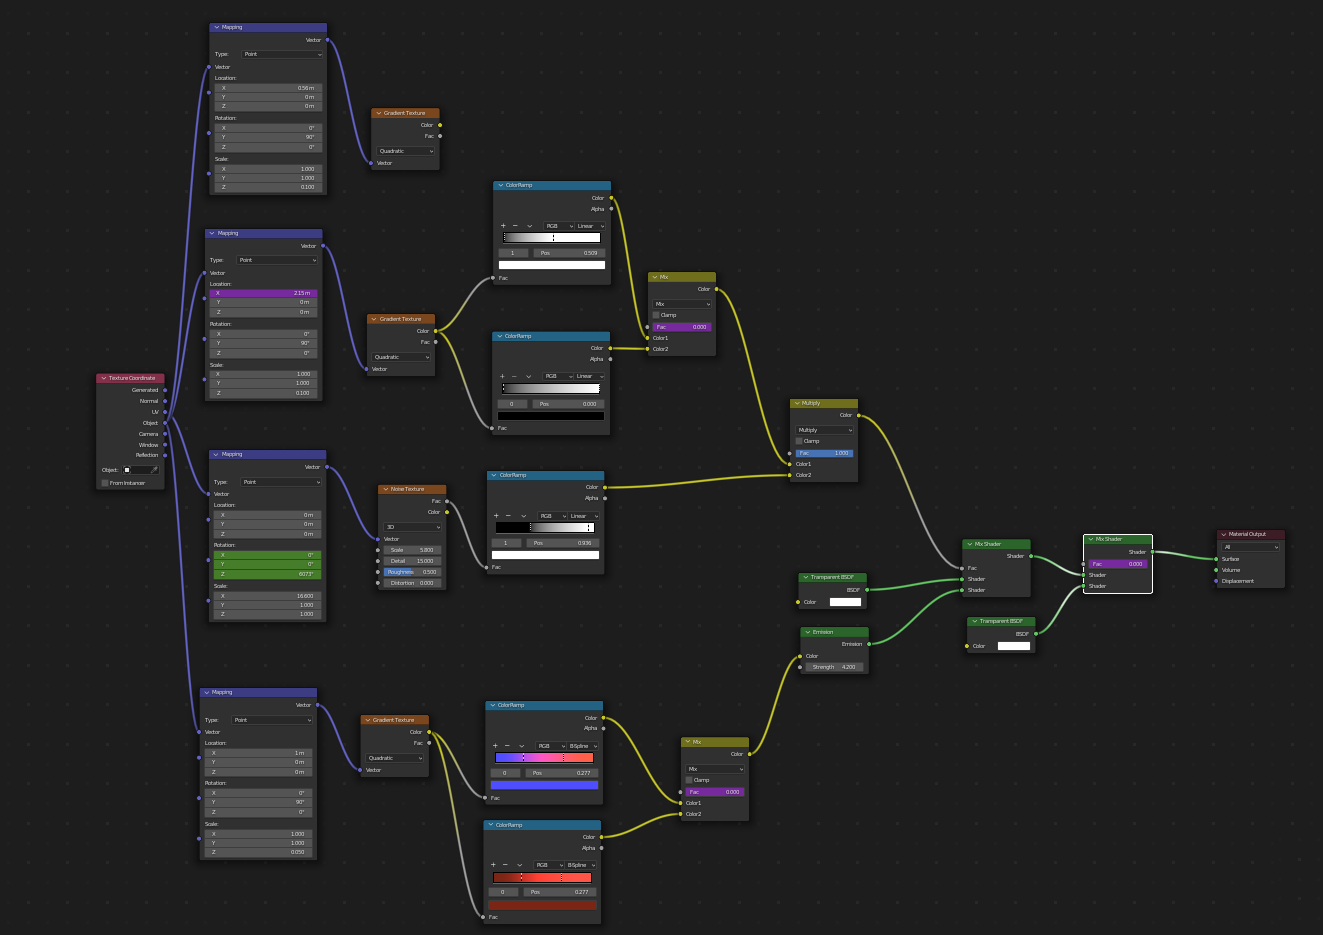 Mapping
Vector
Type: Point
Vector
Location:
X 0.56 m
Y 0 m
Z 0 m
Rotation:
X 0°
Y 90°
Z 0°
Scale:
X 1.000
Y 1.000
Z 0.100
Gradient Texture
Color
Fac
Quadratic
Vector
Mapping
Vector
Type: Point
Vector
Location:
X 2.15 m
Y 0 m
Z 0 m
Rotation:
X 0°
Y 90°
Z 0°
Scale:
X 1.000
Y 1.000
Z 0.100
Gradient Texture
Color
Fac
Quadratic
Vector
ColorRamp
Color
Alpha
+ − RGB Linear
1 Pos 0.509
Fac
ColorRamp
Color
Alpha
+ − RGB Linear
0 Pos 0.000
Fac
Mix
Color
Mix
Clamp
Fac 0.000
Color1
Color2
Texture Coordinate
Generated
Normal
UV
Object
Camera
Window
Reflection
Object:
From Instancer
Mapping
Vector
Type: Point
Vector
Location:
X 0 m
Y 0 m
Z 0 m
Rotation:
X 0°
Y 0°
Z 6073°
Scale:
X 16.600
Y 1.000
Z 1.000
Noise Texture
Fac
Color
3D
Vector
Scale 5.800
Detail 15.000
Roughness 0.500
Distortion 0.000
ColorRamp
Color
Alpha
+ − RGB Linear
1 Pos 0.936
Fac
Multiply
Color
Multiply
Clamp
Fac 1.000
Color1
Color2
Mapping
Vector
Type: Point
Vector
Location:
X 1 m
Y 0 m
Z 0 m
Rotation:
X 0°
Y 90°
Z 0°
Scale:
X 1.000
Y 1.000
Z 0.050
Gradient Texture
Color
Fac
Quadratic
Vector
ColorRamp
Color
Alpha
+ − RGB B-Spline
0 Pos 0.277
Fac
ColorRamp
Color
Alpha
+ − RGB B-Spline
0 Pos 0.277
Fac
Mix
Color
Mix
Clamp
Fac 0.000
Color1
Color2
Transparent BSDF
BSDF
Color
Emission
Emission
Color
Strength 4.200
Mix Shader
Shader
Fac
Shader
Shader
Transparent BSDF
BSDF
Color
Mix Shader
Shader
Fac 0.000
Shader
Shader
Material Output
All
Surface
Volume
Displacement